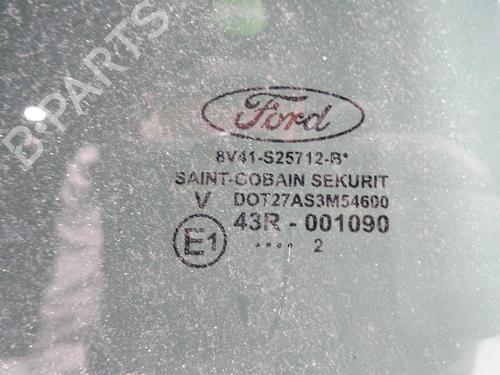 B-PARTS
Ford
8V41-S25712-B*
SAINT-GOBAIN SEKURIT
V DOT27AS3M54600
E1 43R - 001090
.... 2